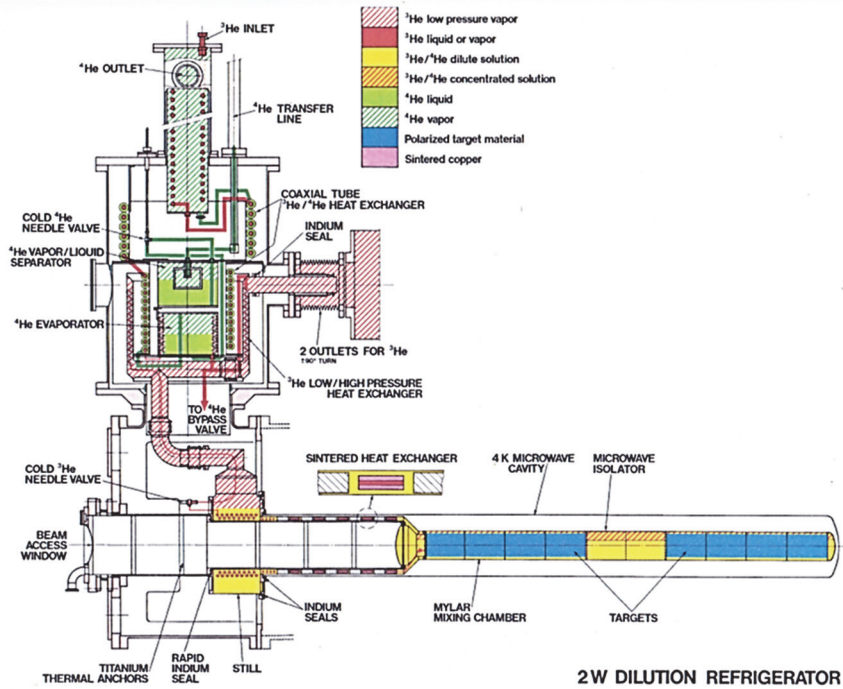 ³He INLET
⁴He OUTLET
⁴He TRANSFER
LINE
³He low pressure vapor
³He liquid or vapor
³He/⁴He dilute solution
³He/⁴He concentrated solution
⁴He liquid
⁴He vapor
Polarized target material
Sintered copper
COLD ⁴He
NEEDLE VALVE
⁴He VAPOR/LIQUID
SEPARATOR
⁴He EVAPORATOR
COAXIAL TUBE
³He/⁴He HEAT EXCHANGER
INDIUM
SEAL
2 OUTLETS FOR ³He
±90° TURN
³He LOW/HIGH PRESSURE
HEAT EXCHANGER
TO ⁴He
BYPASS
VALVE
COLD ³He
NEEDLE VALVE
SINTERED HEAT EXCHANGER
4 K MICROWAVE
CAVITY
MICROWAVE
ISOLATOR
BEAM
ACCESS
WINDOW
TITANIUM
THERMAL ANCHORS
RAPID
INDIUM
SEAL
STILL
INDIUM
SEALS
MYLAR
MIXING CHAMBER
TARGETS
2 W DILUTION REFRIGERATOR